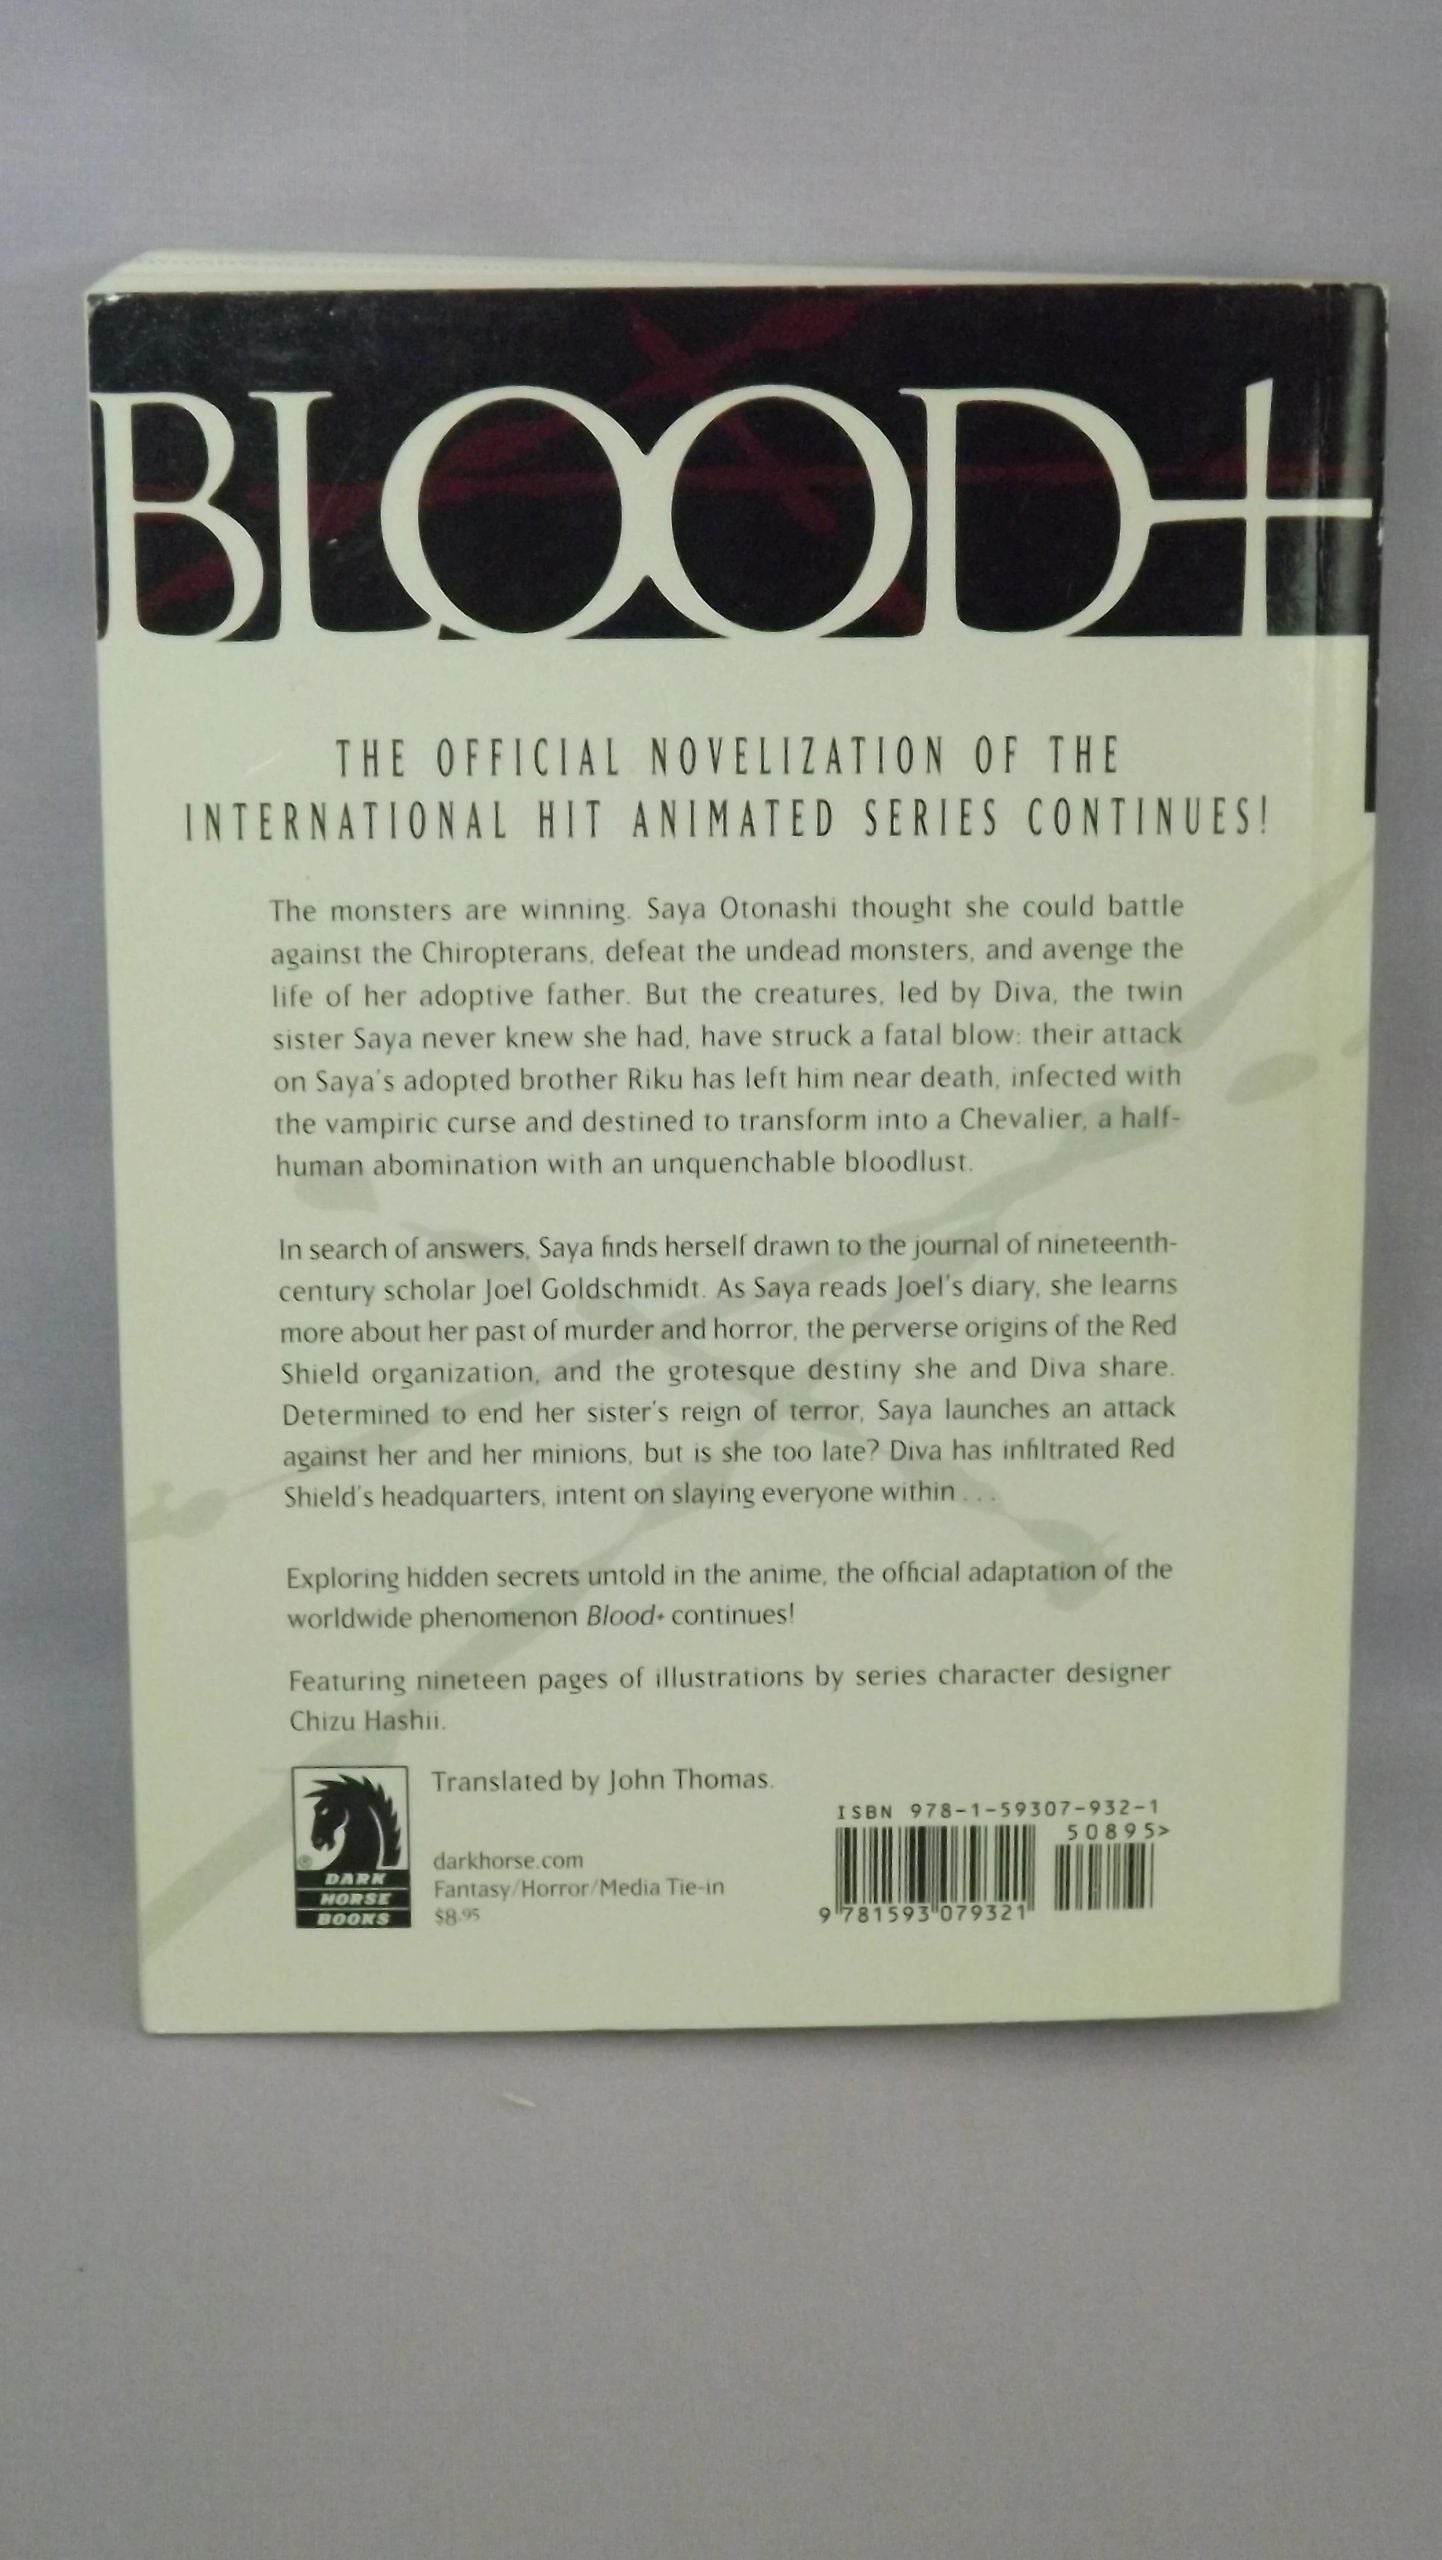 BLOOD+
THE OFFICIAL NOVELIZATION OF THE
INTERNATIONAL HIT ANIMATED SERIES CONTINUES!
The monsters are winning. Saya Otonashi thought she could battle
against the Chiropterans, defeat the undead monsters, and avenge the
life of her adoptive father. But the creatures, led by Diva, the twin
sister Saya never knew she had, have struck a fatal blow: their attack
on Saya's adopted brother Riku has left him near death, infected with
the vampiric curse and destined to transform into a Chevalier, a half-
human abomination with an unquenchable bloodlust.
In search of answers, Saya finds herself drawn to the journal of nineteenth-
century scholar Joel Goldschmidt. As Saya reads Joel's diary, she learns
more about her past of murder and horror, the perverse origins of the Red
Shield organization, and the grotesque destiny she and Diva share.
Determined to end her sister's reign of terror, Saya launches an attack
against her and her minions, but is she too late? Diva has infiltrated Red
Shield's headquarters, intent on slaying everyone within . . .
Exploring hidden secrets untold in the anime, the official adaptation of the
worldwide phenomenon Blood+ continues!
Featuring nineteen pages of illustrations by series character designer
Chizu Hashii.
Translated by John Thomas.
darkhorse.com
Fantasy/Horror/Media Tie-in
$8.95
®
DARK
HORSE
BOOKS
ISBN 978-1-59307-932-1
50895>
9 781593 079321